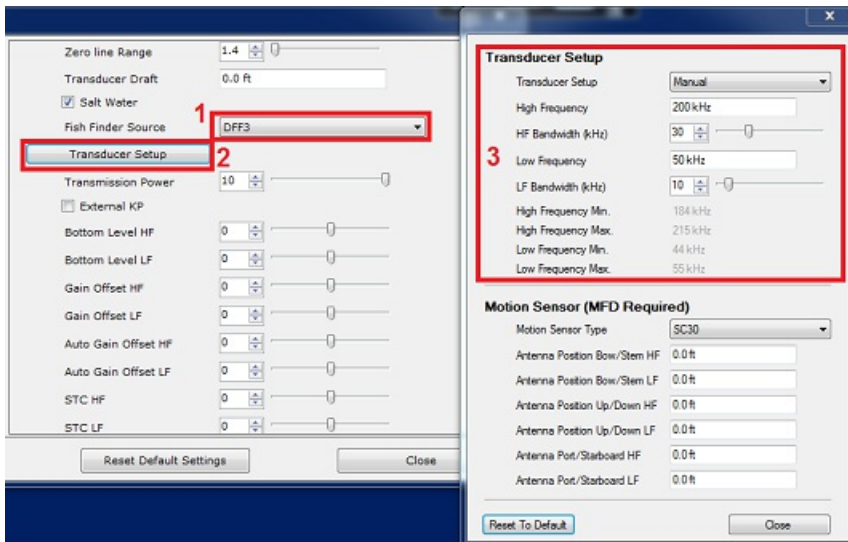 Zero line Range 1.4
Transducer Draft 0.0 ft
Salt Water
1
Fish Finder Source DFF3
Transducer Setup
2
Transmission Power 10
External KP
Bottom Level HF 0
Bottom Level LF 0
Gain Offset HF 0
Gain Offset LF 0
Auto Gain Offset HF 0
Auto Gain Offset LF 0
STC HF 0
STC LF 0
Reset Default Settings Close
x
Transducer Setup
Transducer Setup Manual
High Frequency 200 kHz
HF Bandwidth (kHz) 30
3
Low Frequency 50 kHz
LF Bandwidth (kHz) 10
High Frequency Min. 184 kHz
High Frequency Max. 215 kHz
Low Frequency Min. 44 kHz
Low Frequency Max. 55 kHz
Motion Sensor (MFD Required)
Motion Sensor Type SC30
Antenna Position Bow/Stem HF 0.0 ft
Antenna Position Bow/Stem LF 0.0 ft
Antenna Position Up/Down HF 0.0 ft
Antenna Position Up/Down LF 0.0 ft
Antenna Port/Starboard HF 0.0 ft
Antenna Port/Starboard LF 0.0 ft
Reset To Default Close